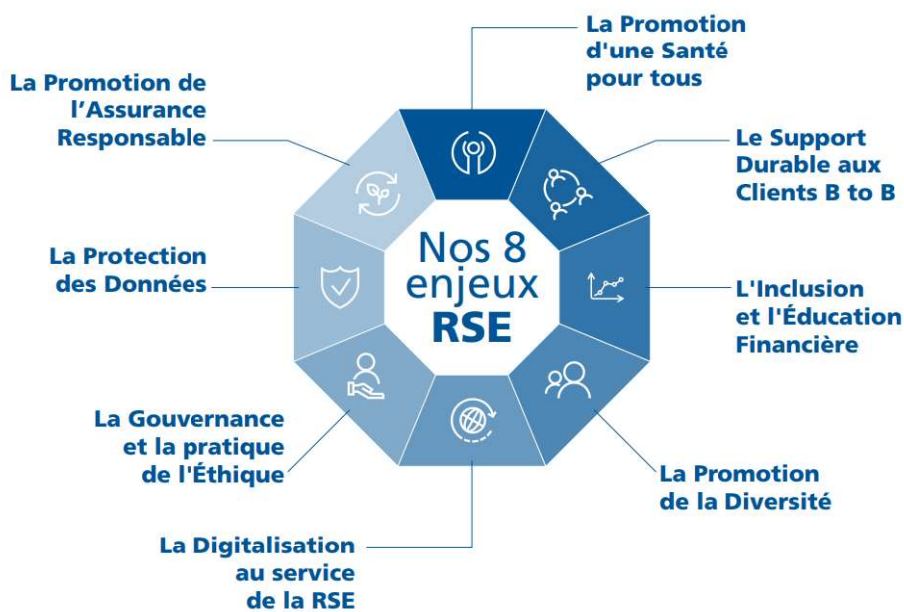 La Promotion
d'une Santé
pour tous
Le Support
Durable aux
Clients B to B
L'Inclusion
et l'Éducation
Financière
La Promotion
de la Diversité
La Digitalisation
au service
de la RSE
La Gouvernance
et la pratique
de l'Éthique
La Protection
des Données
La Promotion de
l’Assurance
Responsable
Nos 8
enjeux
RSE